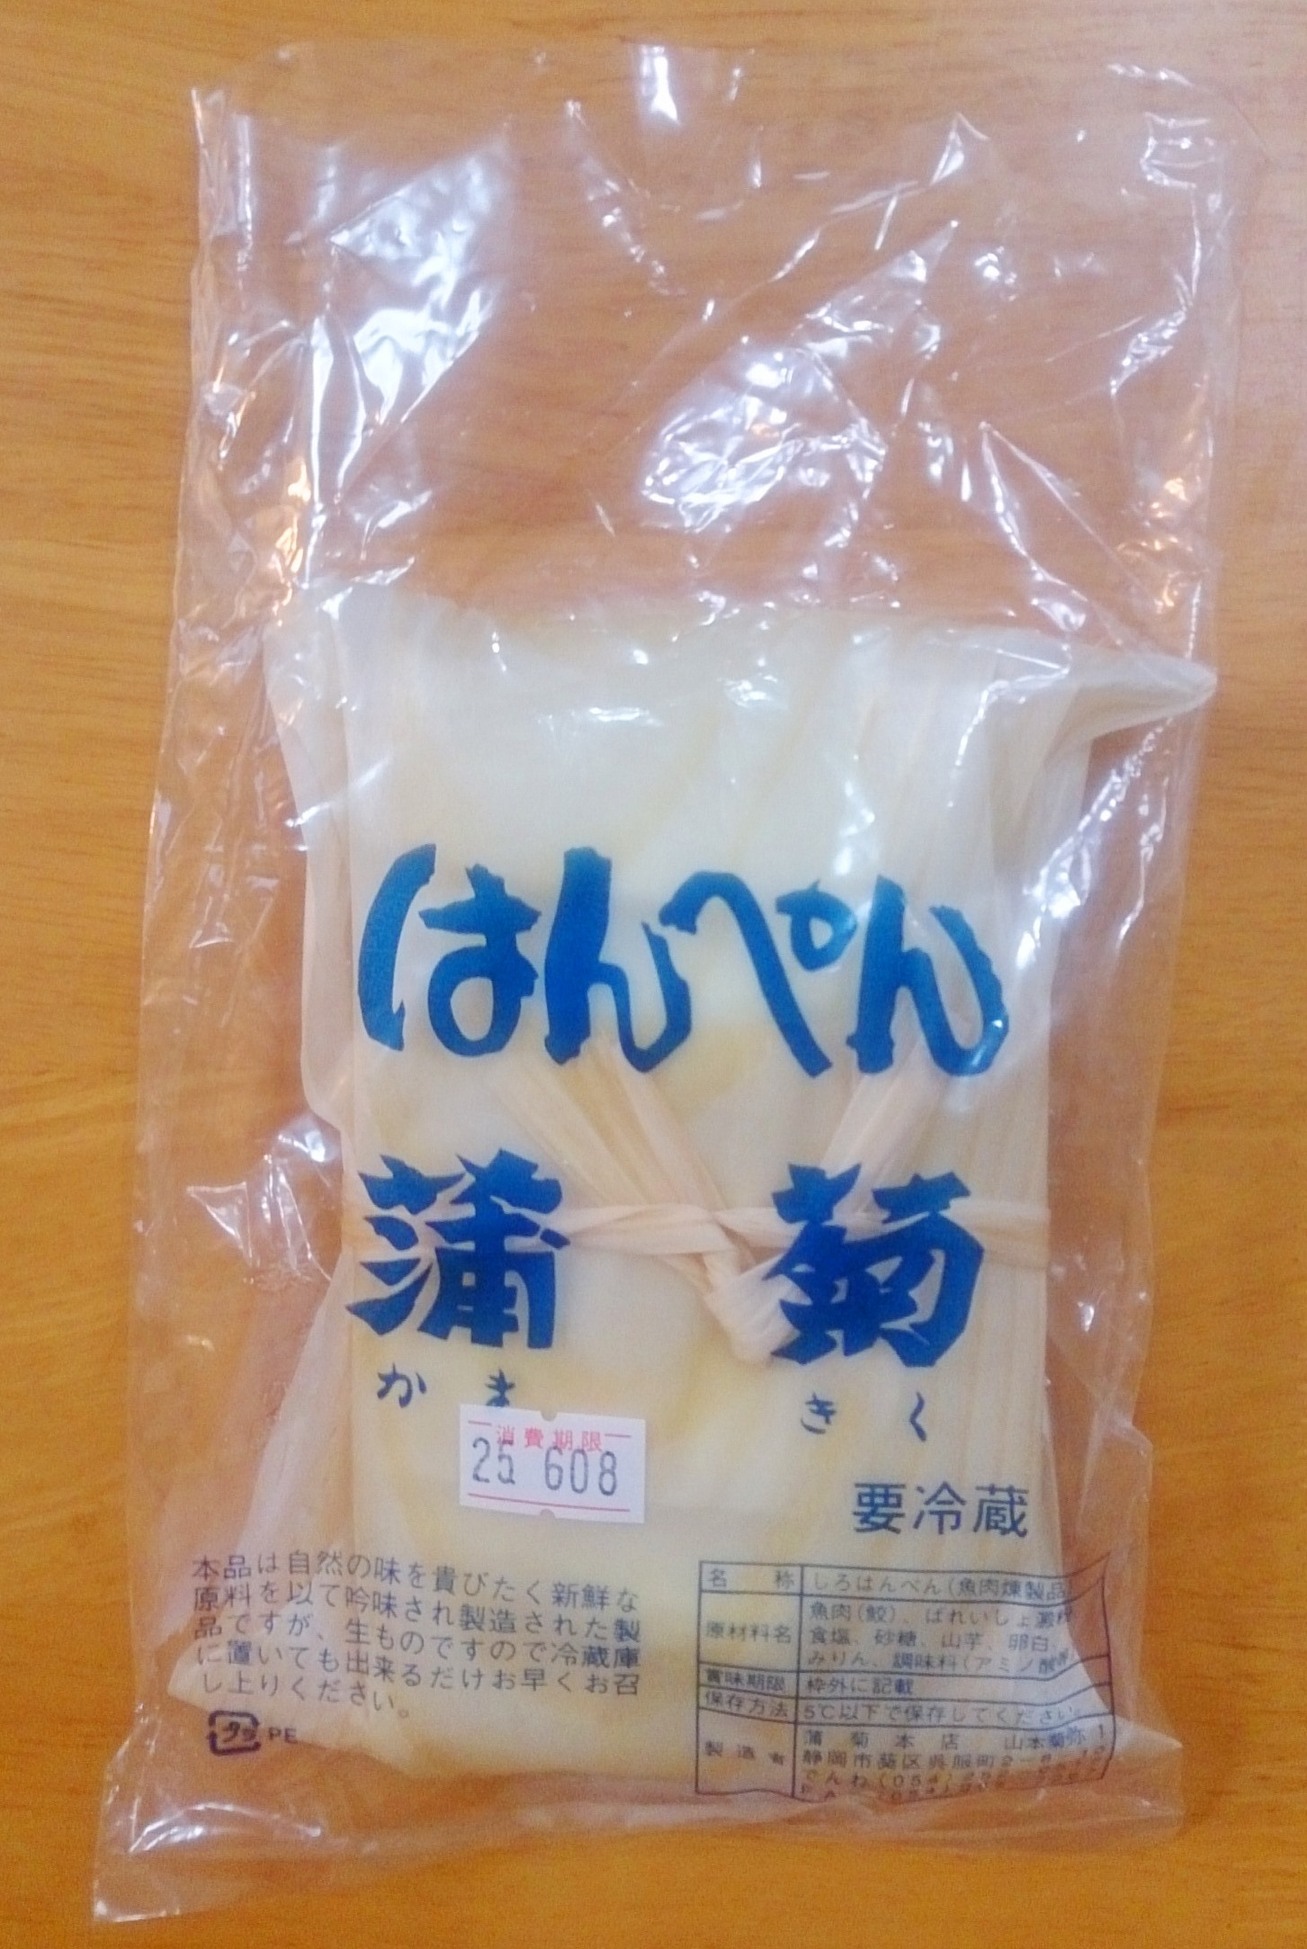 はんぺん
蒲菊
かま きく
消費期限
25 608
要冷蔵
本品は自然の味を貴びたく新鮮な
原料を以て吟味され製造された製
品ですが、生ものですので冷蔵庫
に置いても出来るだけお早くお召
し上りください。
プラ PE
名称 しろはんぺん(魚肉煉製品)
原材料名 魚肉(鮫)、ばれいしょ澱粉
食塩、砂糖、山芋、卵白、
みりん、調味料(アミノ酸等)
賞味期限 枠外に記載
保存方法 5℃以下で保存してください。
製造者 蒲菊本店 山本菊弥
静岡市葵区呉服町
でんわ(054)